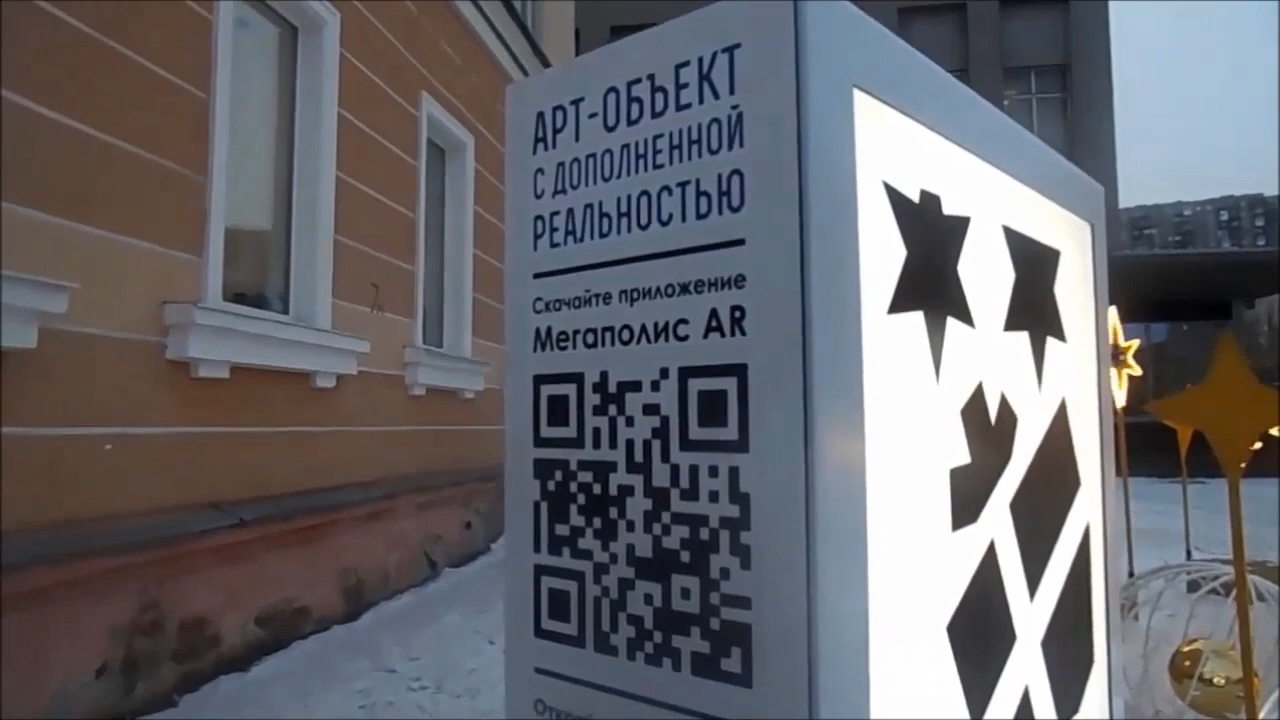 АРТ-ОБЪЕКТ
С ДОПОЛНЕННОЙ
РЕАЛЬНОСТЬЮ
Скачайте приложение
Мегаполис AR